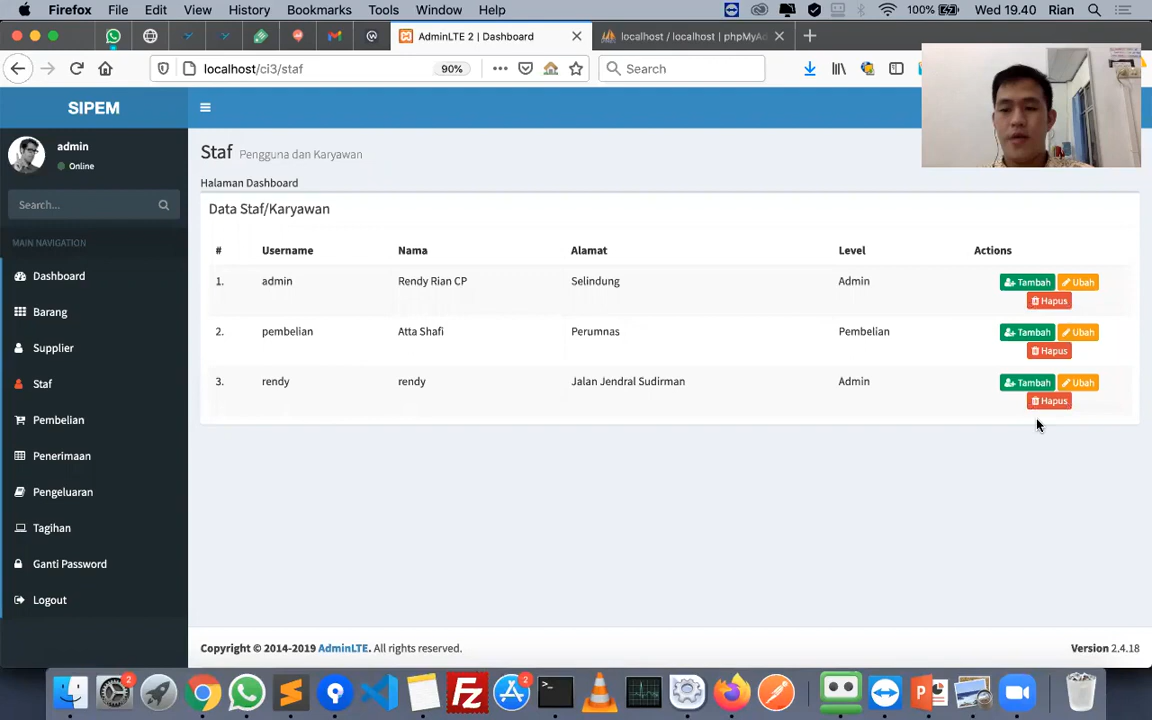 Firefox File Edit View History Bookmarks Tools Window Help 100% Wed 19.40 Rian
AdminLTE 2 | Dashboard localhost / localhost | phpMyAd
localhost/ci3/staf 90% Search
SIPEM
admin
Online
Search...
MAIN NAVIGATION
Dashboard
Barang
Supplier
Staf
Pembelian
Penerimaan
Pengeluaran
Tagihan
Ganti Password
Logout
Staf Pengguna dan Karyawan
Halaman Dashboard
Data Staf/Karyawan
# Username Nama Alamat Level Actions
1. admin Rendy Rian CP Selindung Admin Tambah Ubah
Hapus
2. pembelian Atta Shafi Perumnas Pembelian Tambah Ubah
Hapus
3. rendy rendy Jalan Jendral Sudirman Admin Tambah Ubah
Hapus
Copyright © 2014-2019 AdminLTE. All rights reserved. Version 2.4.18
2 2